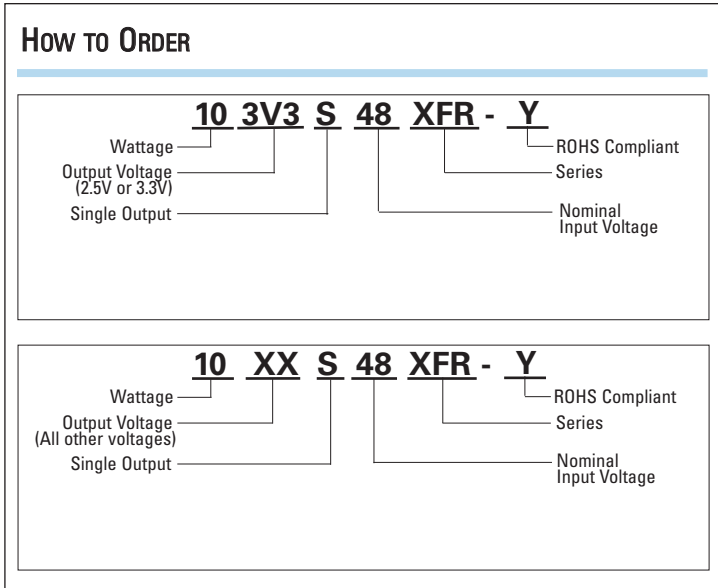 HOW TO ORDER
10 3V3 S 48 XFR - Y
Wattage
ROHS Compliant
Output Voltage
(2.5V or 3.3V)
Series
Single Output
Nominal
Input Voltage
10 XX S 48 XFR - Y
Wattage
ROHS Compliant
Output Voltage
(All other voltages)
Series
Single Output
Nominal
Input Voltage